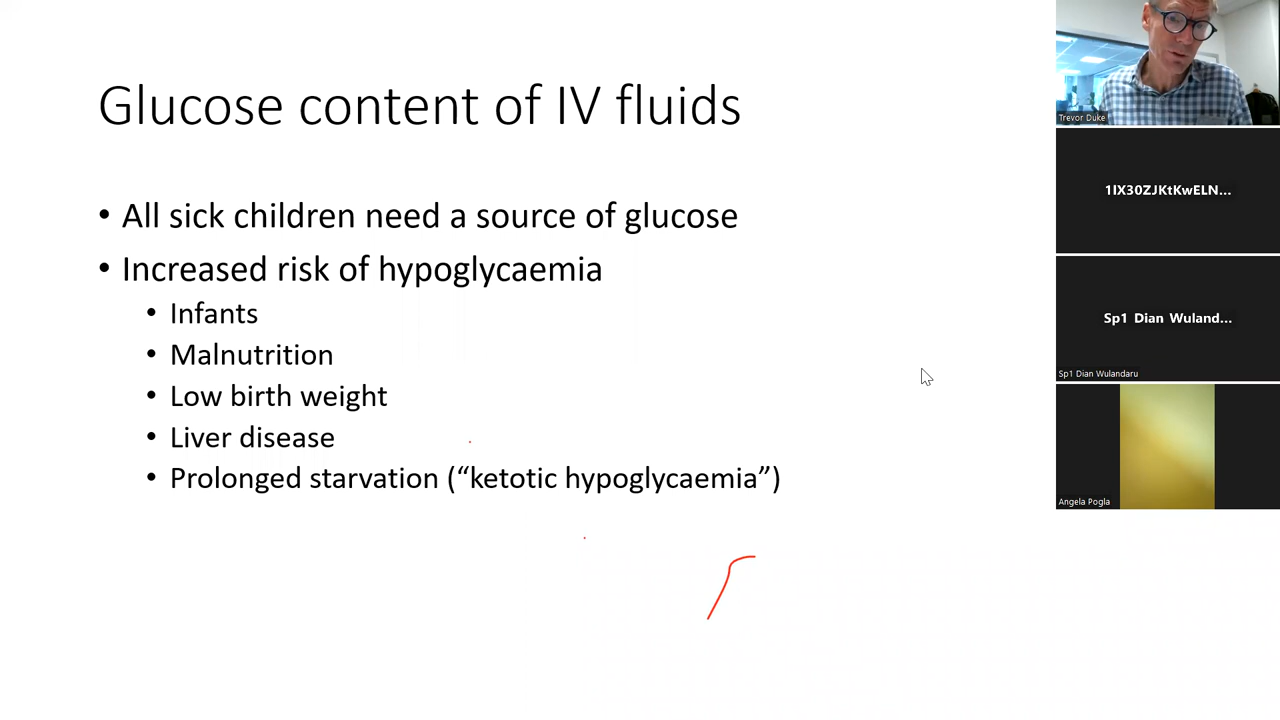 Glucose content of IV fluids
• All sick children need a source of glucose
• Increased risk of hypoglycaemia
• Infants
• Malnutrition
• Low birth weight
• Liver disease
• Prolonged starvation (“ketotic hypoglycaemia”)
Trevor Duke
1IX30ZJKtKwELN...
Sp1 Dian Wuland...
Sp1 Dian Wulandaru
Angela Pogla